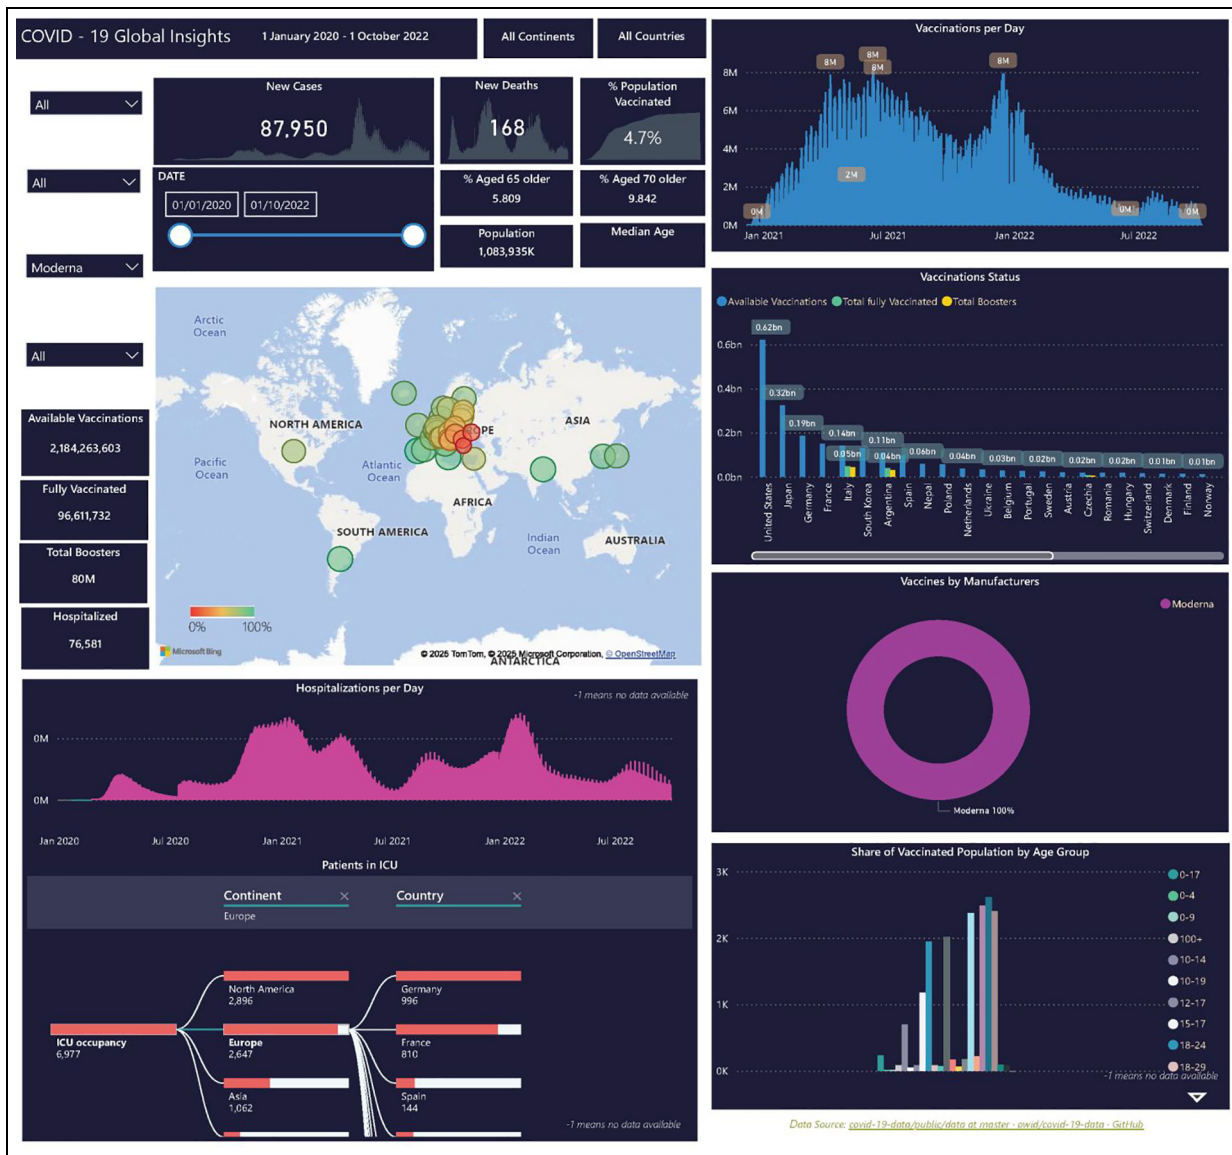 COVID - 19 Global Insights
1 January 2020 - 1 October 2022
All Continents
All Countries
All
All
Moderna
All
New Cases
87,950
New Deaths
168
% Population
Vaccinated
4.7%
DATE
01/01/2020
01/10/2022
% Aged 65 older
5.809
% Aged 70 older
9.842
Population
1,083,935K
Median Age
Available Vaccinations
2,184,263,603
Fully Vaccinated
96,611,732
Total Boosters
80M
Hospitalized
76,581
Arctic
Ocean
NORTH AMERICA
ASIA
Pacific
Ocean
Atlantic
Ocean
AFRICA
SOUTH AMERICA
Indian
Ocean
AUSTRALIA
0%
100%
Microsoft Bing
© 2025 TomTom, © 2025 Microsoft Corporation, © OpenStreetMap
ANTARCTICA
Vaccinations per Day
8M
6M
4M
2M
0M
8M
8M
8M
8M
2M
0M
0M
0M
Jan 2021
Jul 2021
Jan 2022
Jul 2022
Vaccinations Status
Available Vaccinations
Total fully Vaccinated
Total Boosters
0.6bn
0.4bn
0.2bn
0.0bn
0.62bn
0.32bn
0.19bn
0.14bn
0.05bn
0.11bn
0.04bn
0.06bn
0.04bn
0.03bn
0.02bn
0.02bn
0.02bn
0.01bn
0.01bn
United States
Japan
Germany
France
Italy
South Korea
Argentina
Spain
Nepal
Poland
Netherlands
Ukraine
Belgium
Portugal
Sweden
Austria
Czechia
Romania
Hungary
Switzerland
Denmark
Finland
Norway
Vaccines by Manufacturers
Moderna
Moderna 100%
Hospitalizations per Day
-1 means no data available
0M
0M
Jan 2020
Jul 2020
Jan 2021
Jul 2021
Jan 2022
Jul 2022
Patients in ICU
Continent
Europe
Country
ICU occupancy
6,977
North America
2,896
Europe
2,647
Asia
1,062
Germany
996
France
810
Spain
144
-1 means no data available
Share of Vaccinated Population by Age Group
3K
2K
1K
0K
0-17
0-4
0-9
100+
10-14
10-19
12-17
15-17
18-24
18-29
-1 means no data available
Data Source: covid-19-data/public/data at master · owid/covid-19-data · GitHub